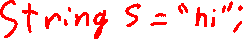 String s = "hi";